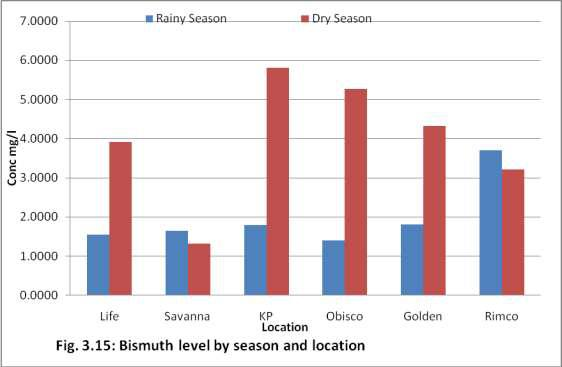 Rainy Season Dry Season
7.0000
6.0000
5.0000
4.0000
3.0000
2.0000
1.0000
0.0000
Conc mg/l
Life Savanna KP Obisco Golden Rimco
Location
Fig. 3.15: Bismuth level by season and location